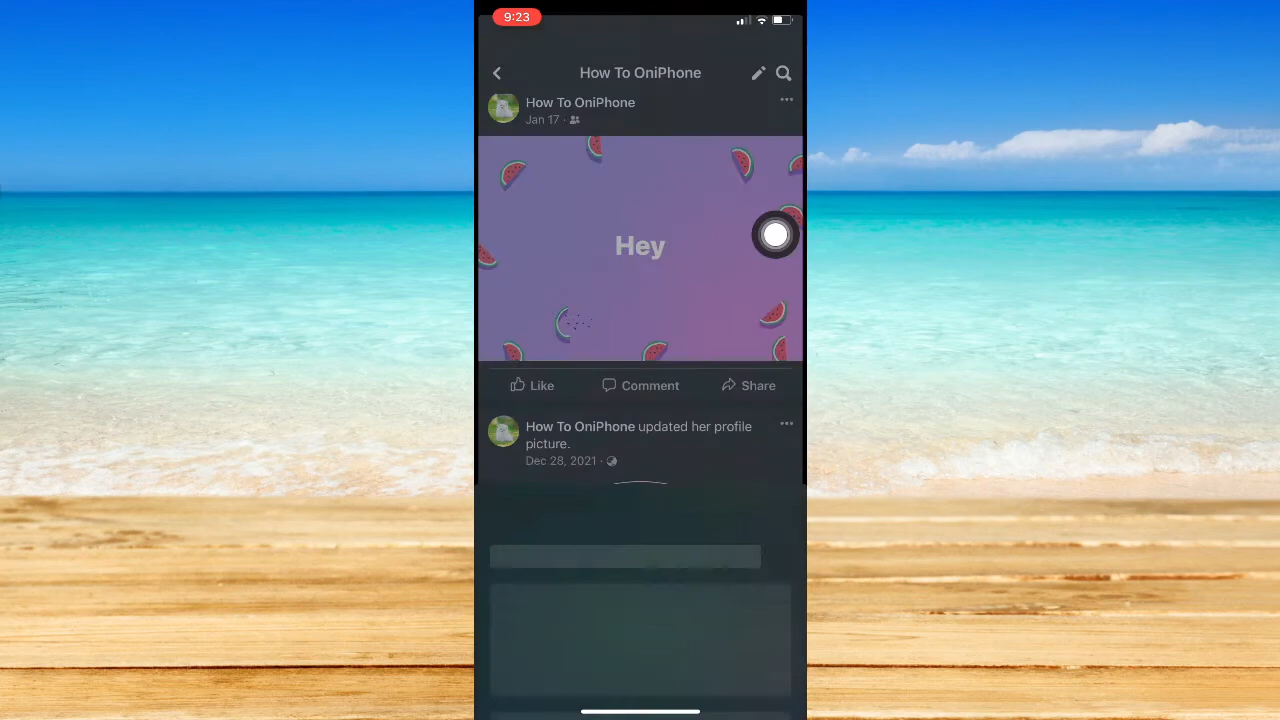 9:23
How To OniPhone
How To OniPhone
Jan 17 ·
Hey
Like
Comment
Share
How To OniPhone updated her profile
picture.
Dec 28, 2021 ·